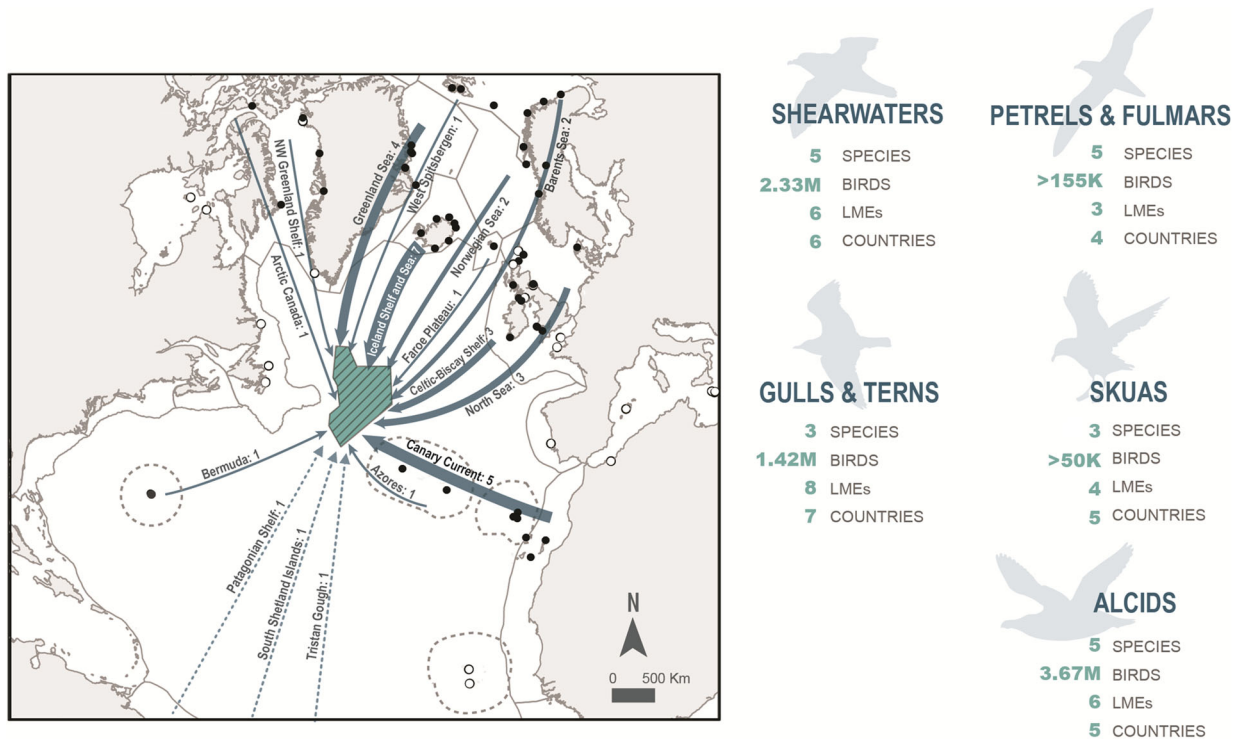 NW Greenland Shelf: 1
Arctic Canada: 1
Greenland Sea: 4
West Spitsbergen: 1
Barents Sea: 2
Iceland Shelf and Sea:
Norwegian Sea: 2
Faroe Plateau: 1
Celtic-Biscay Shelf: 3
North Sea: 3
Canary Current: 5
Azores: 1
Bermuda: 1
Patagonian Shelf: 1
South Shetland Islands: 1
Tristan Gough: 1
N
0 500 Km
SHEARWATERS
5 SPECIES
2.33M BIRDS
6 LMEs
6 COUNTRIES
PETRELS & FULMARS
5 SPECIES
>155K BIRDS
3 LMEs
4 COUNTRIES
GULLS & TERNS
3 SPECIES
1.42M BIRDS
8 LMEs
7 COUNTRIES
SKUAS
3 SPECIES
>50K BIRDS
4 LMEs
5 COUNTRIES
ALCIDS
5 SPECIES
3.67M BIRDS
6 LMEs
5 COUNTRIES